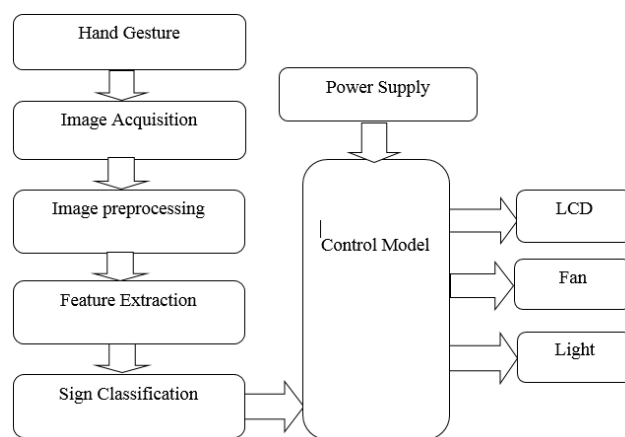 Hand Gesture
Image Acquisition
Image preprocessing
Feature Extraction
Sign Classification
Power Supply
Control Model
LCD
Fan
Light